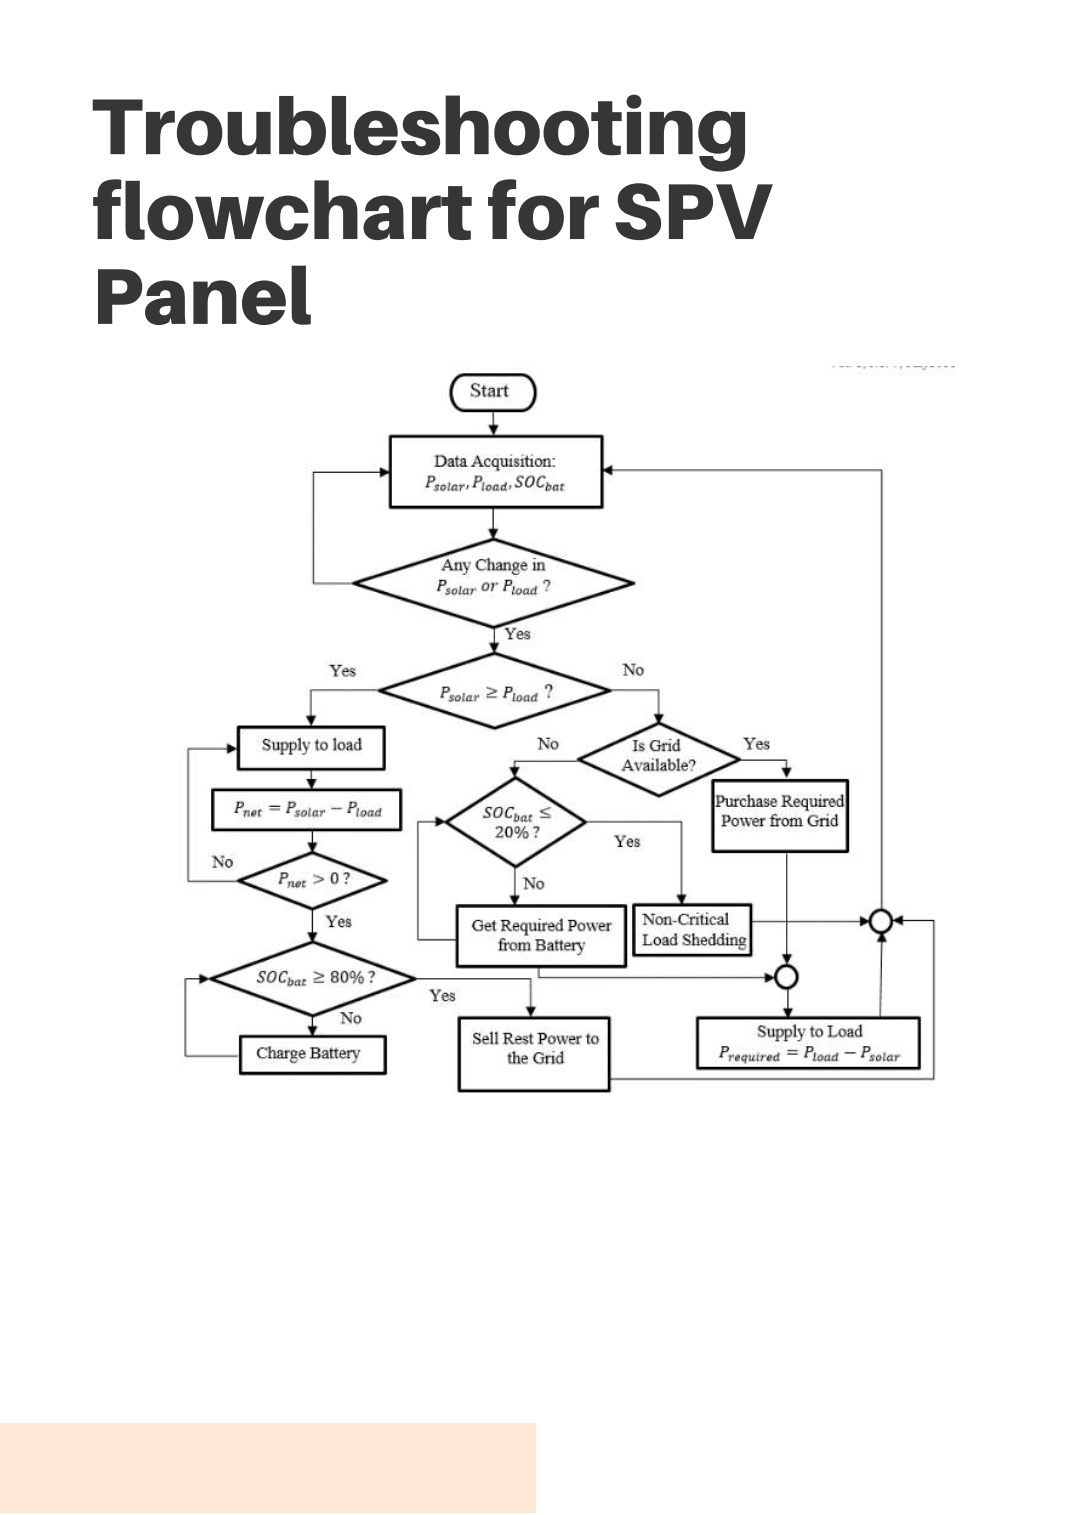 Troubleshooting
flowchart for SPV
Panel
Start
Data Acquisition:
P_solar, P_load, SOC_bat
Any Change in
P_solar or P_load ?
Yes
Yes
P_solar ≥ P_load ?
No
Supply to load
P_net = P_solar − P_load
No
P_net > 0 ?
Yes
SOC_bat ≥ 80% ?
Yes
No
Charge Battery
Sell Rest Power to
the Grid
No
Is Grid
Available?
Yes
SOC_bat ≤
20% ?
Yes
No
Get Required Power
from Battery
Non-Critical
Load Shedding
Purchase Required
Power from Grid
Supply to Load
P_required = P_load − P_solar